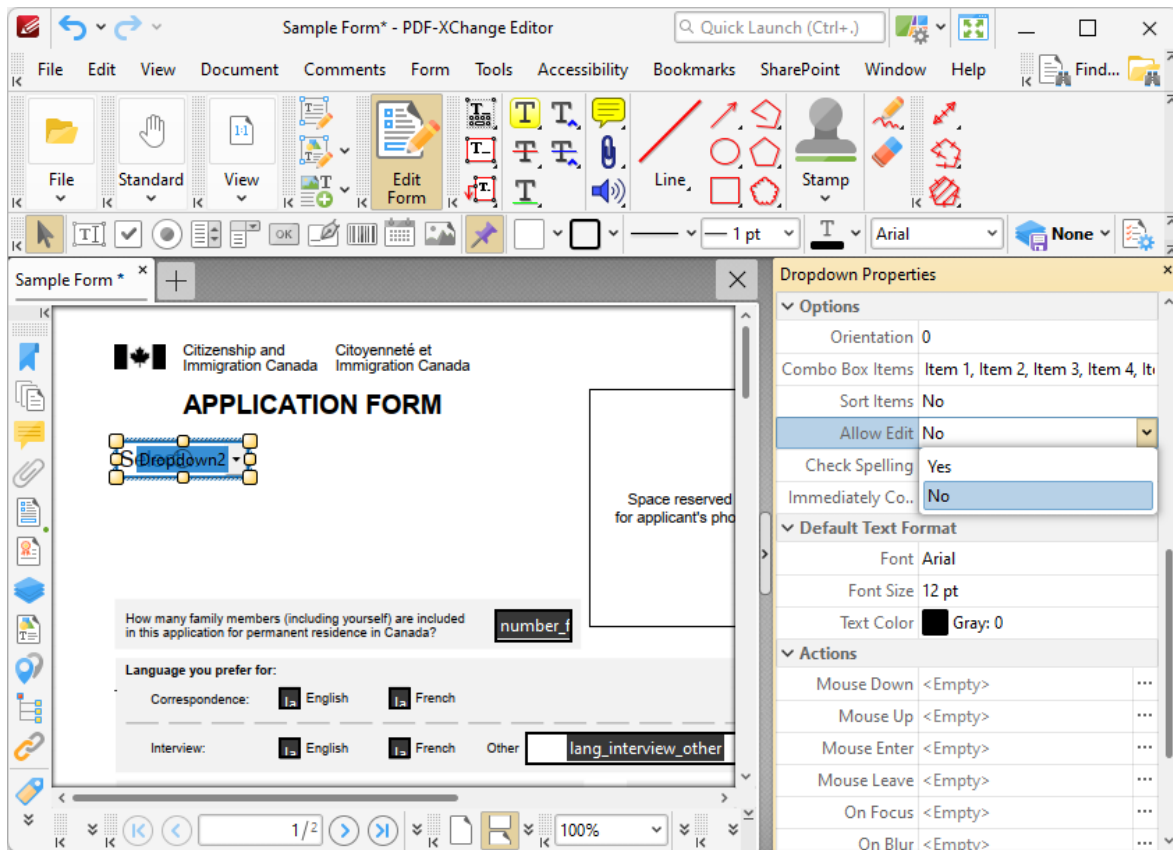 Sample Form* - PDF-XChange Editor
Quick Launch (Ctrl+.)
File Edit View Document Comments Form Tools Accessibility Bookmarks SharePoint Window Help Find...
File Standard View Edit Form Line Stamp
1 pt Arial None
Sample Form *
Citizenship and Immigration Canada
Citoyenneté et Immigration Canada
APPLICATION FORM
Dropdown2
Space reserved
for applicant's pho
How many family members (including yourself) are included
in this application for permanent residence in Canada?
number_f
Language you prefer for:
Correspondence: la English la French
Interview: la English la French Other lang_interview_other
1/2 100%
Dropdown Properties
Options
Orientation 0
Combo Box Items Item 1, Item 2, Item 3, Item 4, It
Sort Items No
Allow Edit No
Check Spelling Yes
Immediately Co.. No
Default Text Format
Font Arial
Font Size 12 pt
Text Color Gray: 0
Actions
Mouse Down <Empty> ...
Mouse Up <Empty> ...
Mouse Enter <Empty> ...
Mouse Leave <Empty> ...
On Focus <Empty> ...
On Blur <Empty> ...